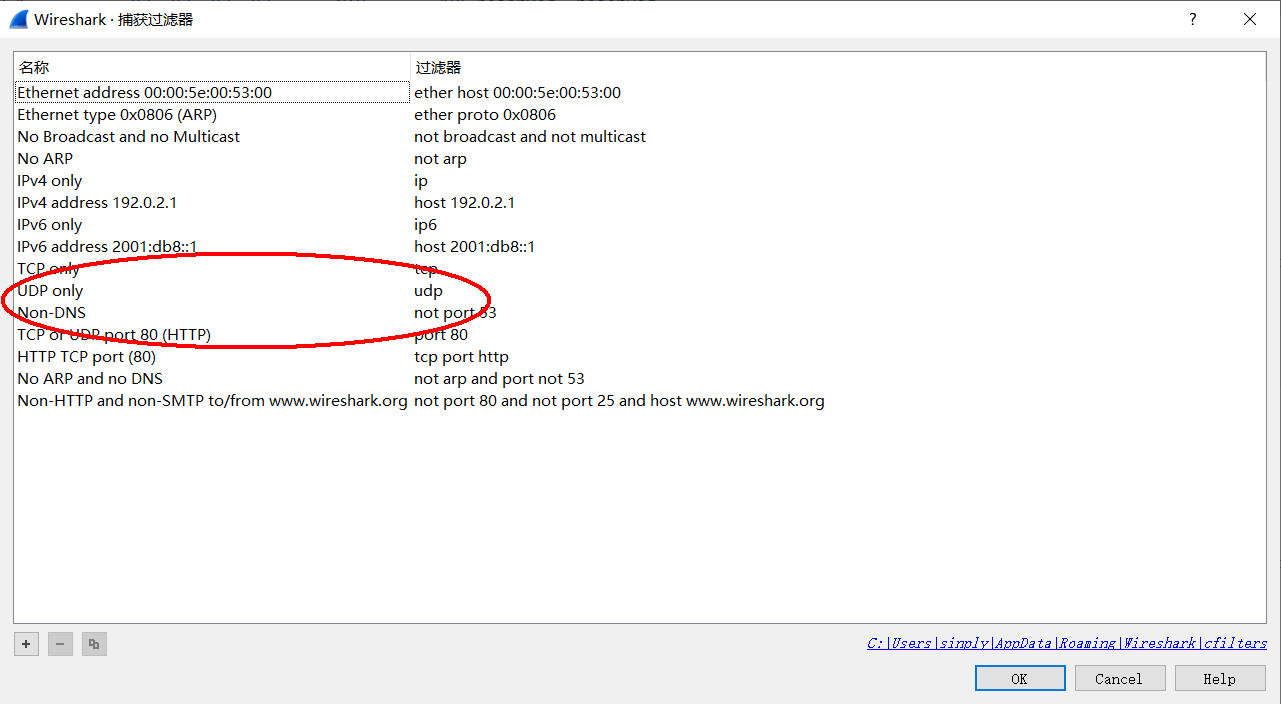 Wireshark · 捕获过滤器
名称 过滤器
Ethernet address 00:00:5e:00:53:00 ether host 00:00:5e:00:53:00
Ethernet type 0x0806 (ARP) ether proto 0x0806
No Broadcast and no Multicast not broadcast and not multicast
No ARP not arp
IPv4 only ip
IPv4 address 192.0.2.1 host 192.0.2.1
IPv6 only ip6
IPv6 address 2001:db8::1 host 2001:db8::1
TCP only tcp
UDP only udp
Non-DNS not port 53
TCP or UDP port 80 (HTTP) port 80
HTTP TCP port (80) tcp port http
No ARP and no DNS not arp and port not 53
Non-HTTP and non-SMTP to/from www.wireshark.org not port 80 and not port 25 and host www.wireshark.org
C:|Users|sinply|AppData|Roaming|Wireshark|cfilters
OK Cancel Help